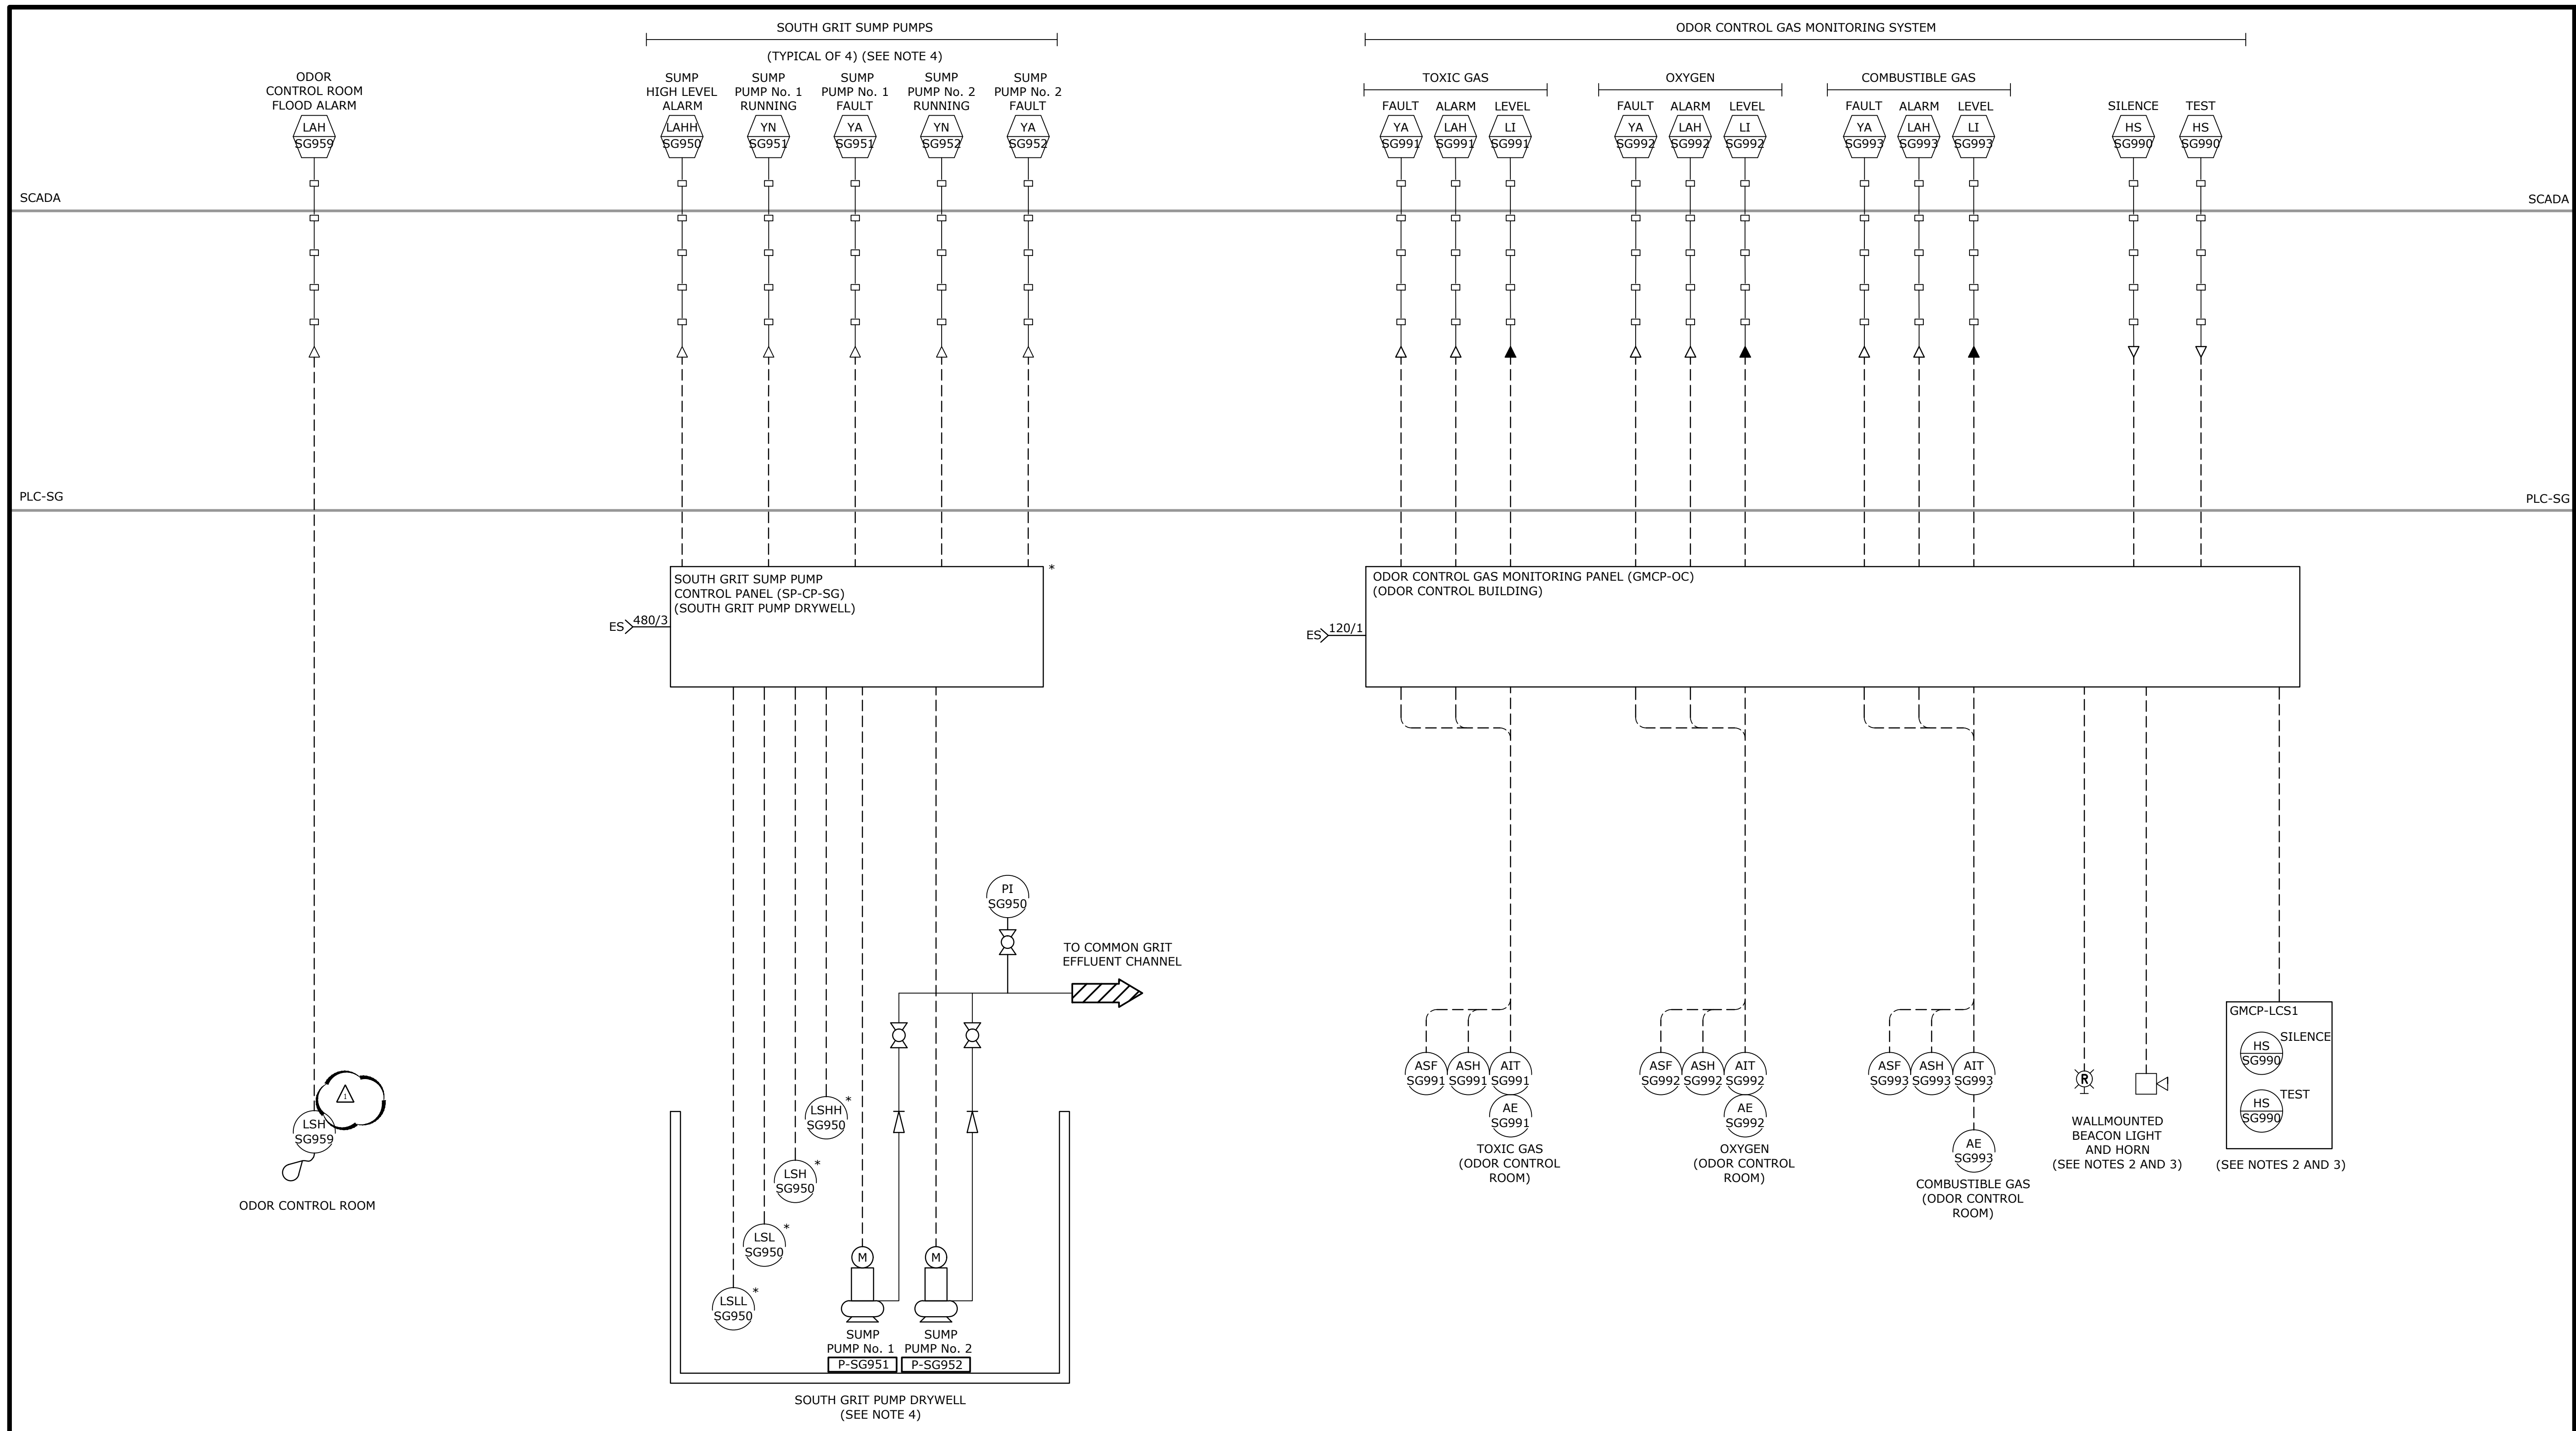 SOUTH GRIT SUMP PUMPS
(TYPICAL OF 4) (SEE NOTE 4)
ODOR CONTROL GAS MONITORING SYSTEM
TOXIC GAS
OXYGEN
COMBUSTIBLE GAS
ODOR
CONTROL ROOM
FLOOD ALARM
LAH
SG959
SUMP
HIGH LEVEL
ALARM
LAHH
SG950
SUMP
PUMP No. 1
RUNNING
YN
SG951
SUMP
PUMP No. 1
FAULT
YA
SG951
SUMP
PUMP No. 2
RUNNING
YN
SG952
SUMP
PUMP No. 2
FAULT
YA
SG952
FAULT
YA
SG991
ALARM
LAH
SG991
LEVEL
LI
SG991
FAULT
YA
SG992
ALARM
LAH
SG992
LEVEL
LI
SG992
FAULT
YA
SG993
ALARM
LAH
SG993
LEVEL
LI
SG993
SILENCE
HS
SG990
TEST
HS
SG990
SCADA
SCADA
PLC-SG
PLC-SG
SOUTH GRIT SUMP PUMP
CONTROL PANEL (SP-CP-SG)
(SOUTH GRIT PUMP DRYWELL)
*
ES
480/3
ODOR CONTROL GAS MONITORING PANEL (GMCP-OC)
(ODOR CONTROL BUILDING)
ES
120/1
PI
SG950
TO COMMON GRIT
EFFLUENT CHANNEL
1
LSH
SG959
ODOR CONTROL ROOM
LSHH
SG950
*
LSH
SG950
*
LSL
SG950
*
LSLL
SG950
*
M
M
SUMP
PUMP No. 1
P-SG951
SUMP
PUMP No. 2
P-SG952
SOUTH GRIT PUMP DRYWELL
(SEE NOTE 4)
ASF
SG991
ASH
SG991
AIT
SG991
AE
SG991
TOXIC GAS
(ODOR CONTROL
ROOM)
ASF
SG992
ASH
SG992
AIT
SG992
AE
SG992
OXYGEN
(ODOR CONTROL
ROOM)
ASF
SG993
ASH
SG993
AIT
SG993
AE
SG993
COMBUSTIBLE GAS
(ODOR CONTROL
ROOM)
R
WALLMOUNTED
BEACON LIGHT
AND HORN
(SEE NOTES 2 AND 3)
GMCP-LCS1
SILENCE
HS
SG990
TEST
HS
SG990
(SEE NOTES 2 AND 3)